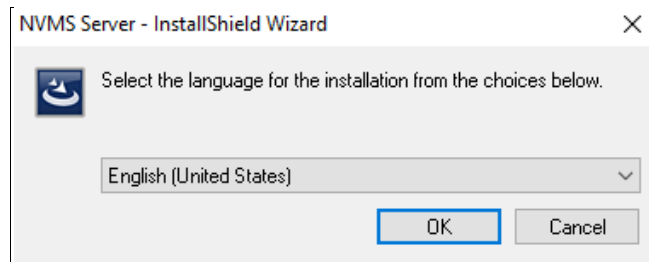 NVMS Server - InstallShield Wizard
Select the language for the installation from the choices below.
English (United States)
OK Cancel